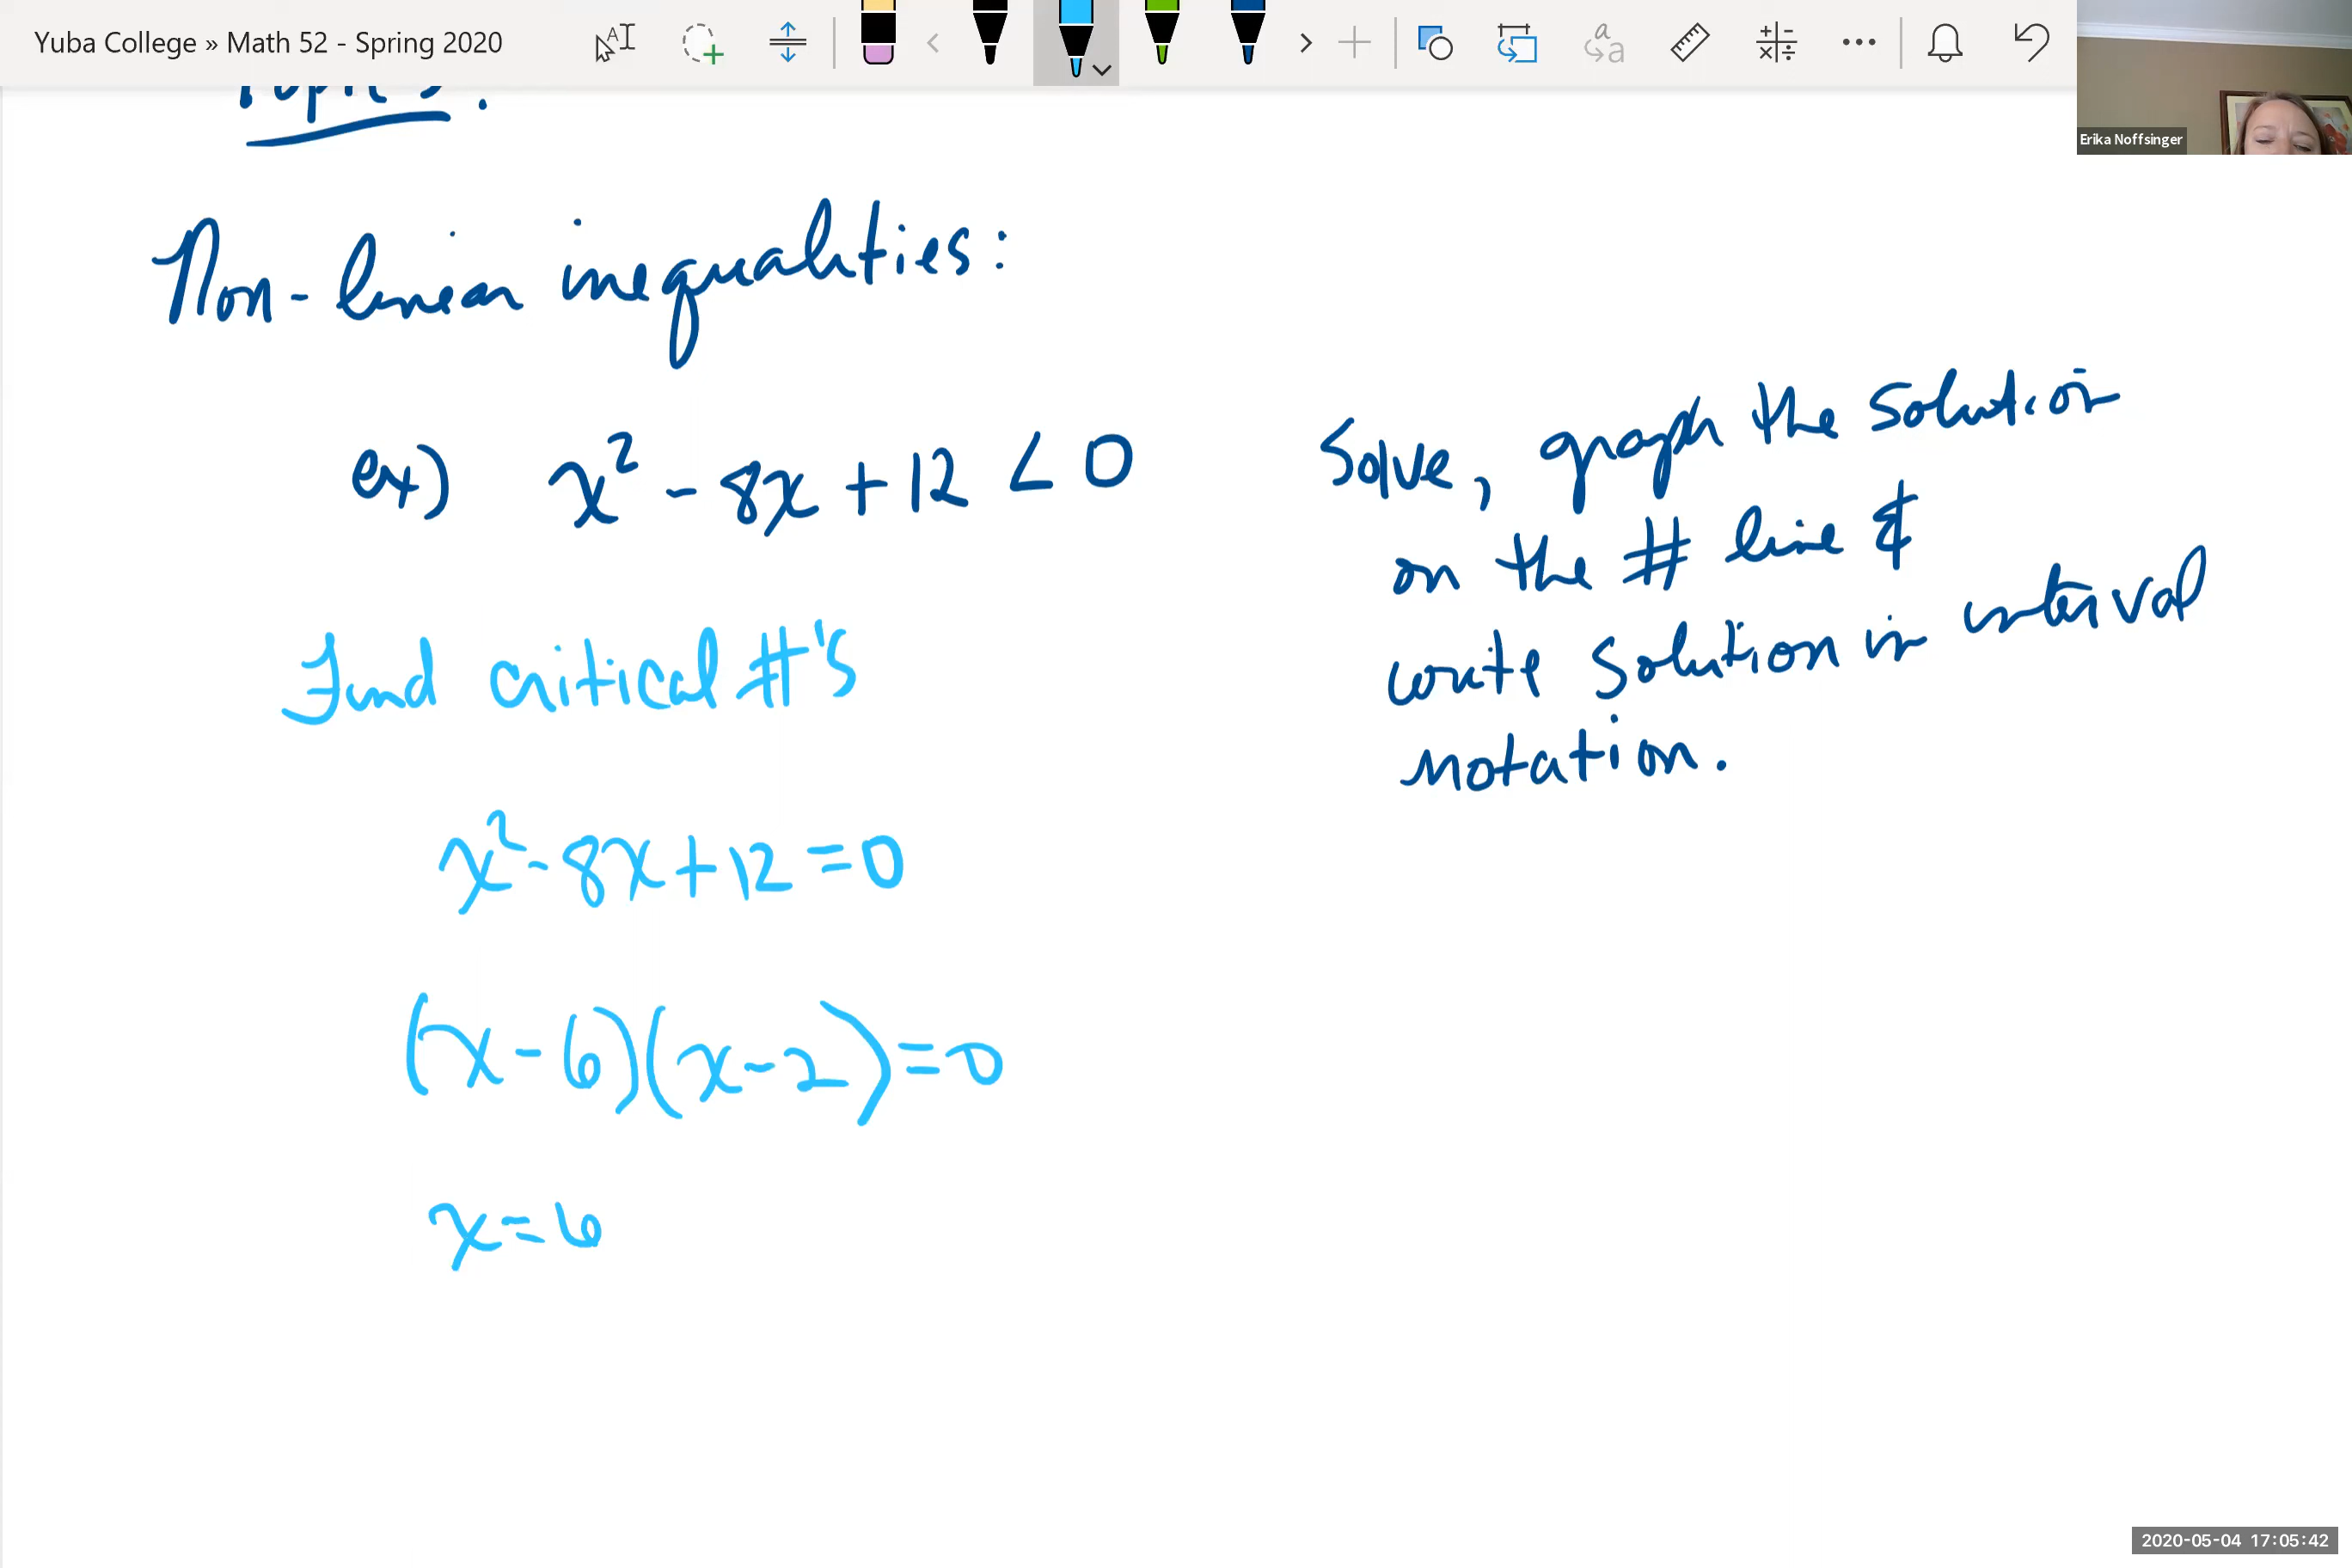 Yuba College » Math 52 - Spring 2020
Erika Noffsinger
Topics:
Non-linear inequalities:
ex) x² - 8x + 12 < 0
Solve, graph the solution
on the # line &
write solution in interval
notation.
Find critical #'s
x² - 8x + 12 = 0
(x - 6)(x - 2) = 0
x = 6
2020-05-04 17:05:42